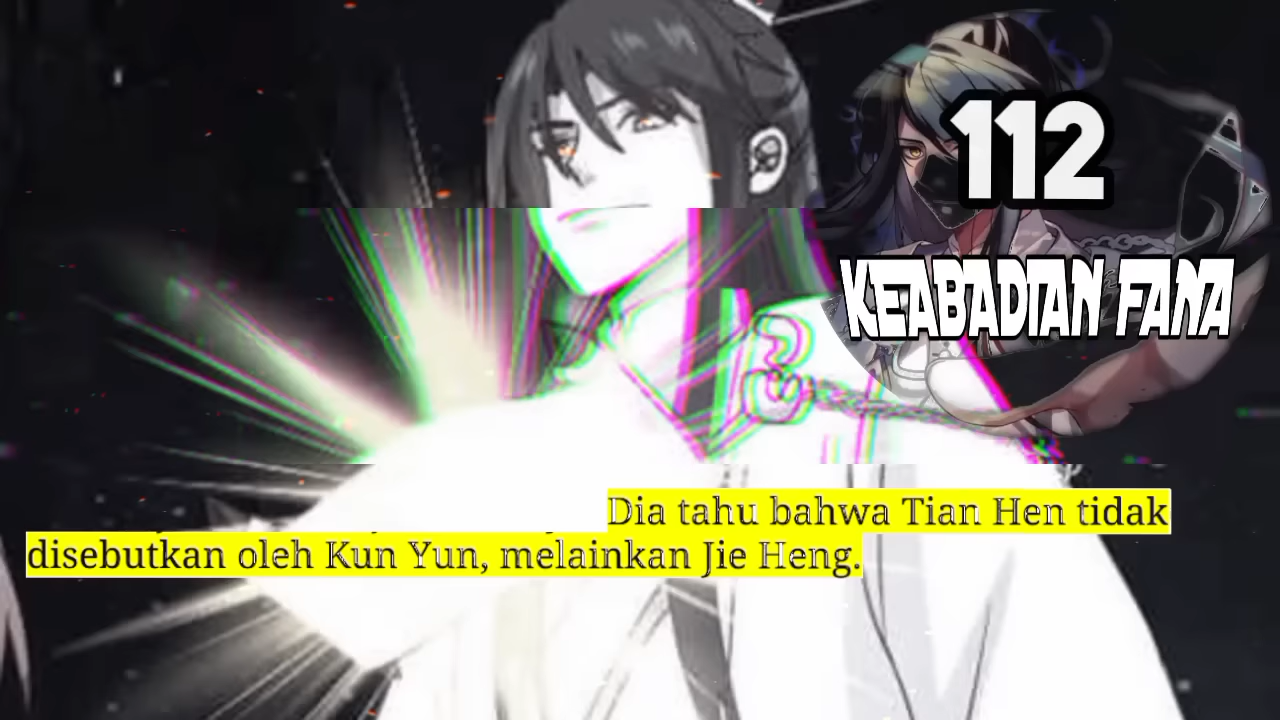 112
KEABADIAN FANA
Dia tahu bahwa Tian Hen tidak
disebutkan oleh Kun Yun, melainkan Jie Heng.